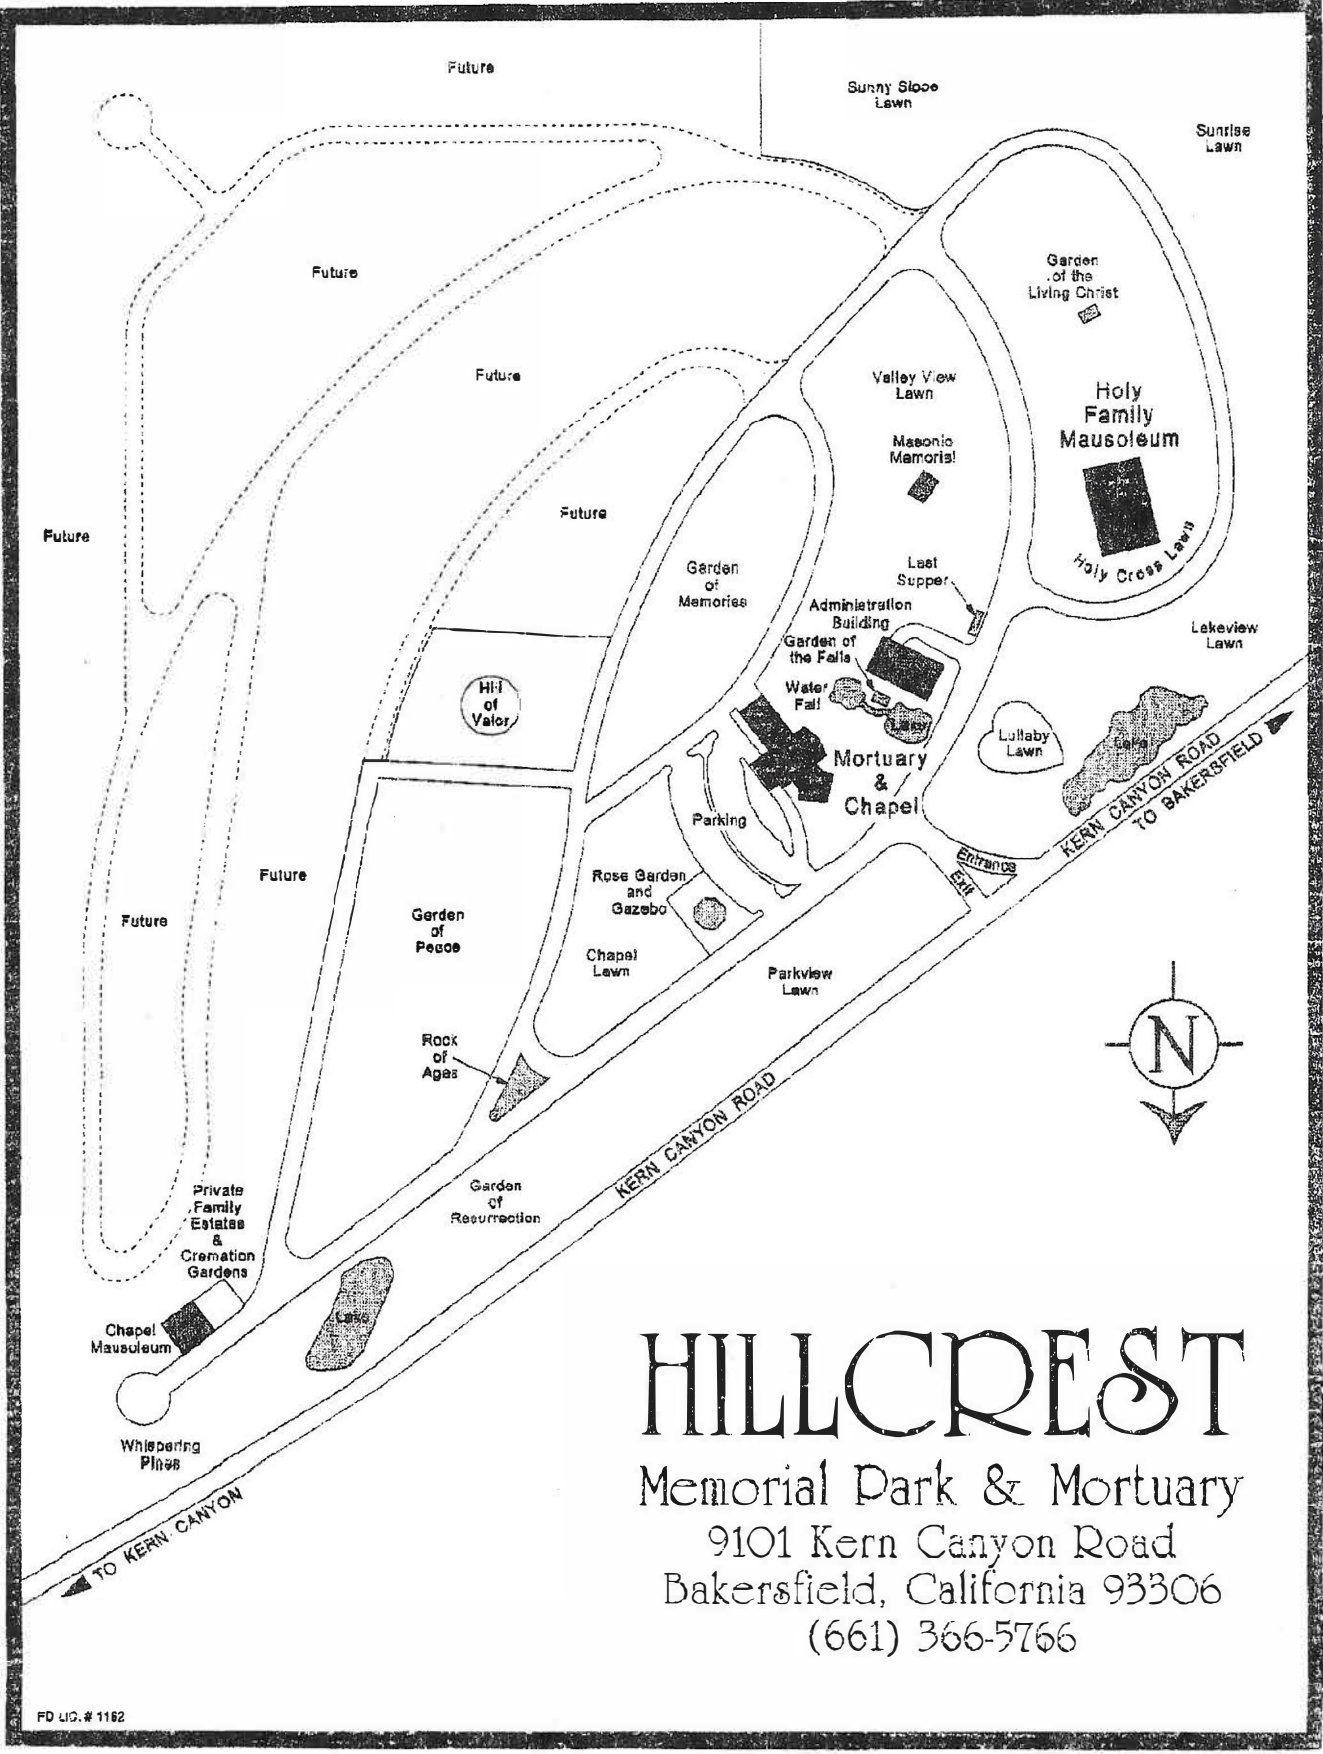 Future
Sunny Slope
Lawn
Sunrise
Lawn
Future
Garden
of the
Living Christ
Future
Valley View
Lawn
Holy
Family
Mausoleum
Masonic
Memorial
Future
Future
Holy Cross Lawn
Garden
of
Memories
Last
Supper
Administration
Building
Garden of
the Falls
Water
Fall
Lakeview
Lawn
Hill
of
Valor
Lullaby
Lawn
Lake
Lake
Mortuary
&
Chapel
KERN CANYON ROAD
TO BAKERSFIELD
Parking
Entrance
Exit
Future
Rose Garden
and
Gazebo
Future
Garden
of
Peace
Chapel
Lawn
Parkview
Lawn
N
Rock
of
Ages
KERN CANYON ROAD
Garden
of
Resurrection
Private
Family
Estates
&
Cremation
Gardens
Lake
Chapel
Mausoleum
Whispering
Pines
TO KERN CANYON
HILLCREST
Memorial Park & Mortuary
9101 Kern Canyon Road
Bakersfield, California 93306
(661) 366-5766
FD LIC. # 1162